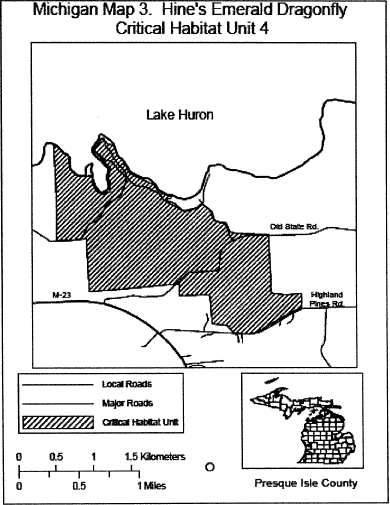 Michigan Map 3. Hine's Emerald Dragonfly
Critical Habitat Unit 4
Lake Huron
Old State Rd.
M-23
Highland
Pines Rd.
Local Roads
Major Roads
Critical Habitat Unit
0 0.5 1 1.5 Kilometers
0 0.5 1 Miles
Presque Isle County